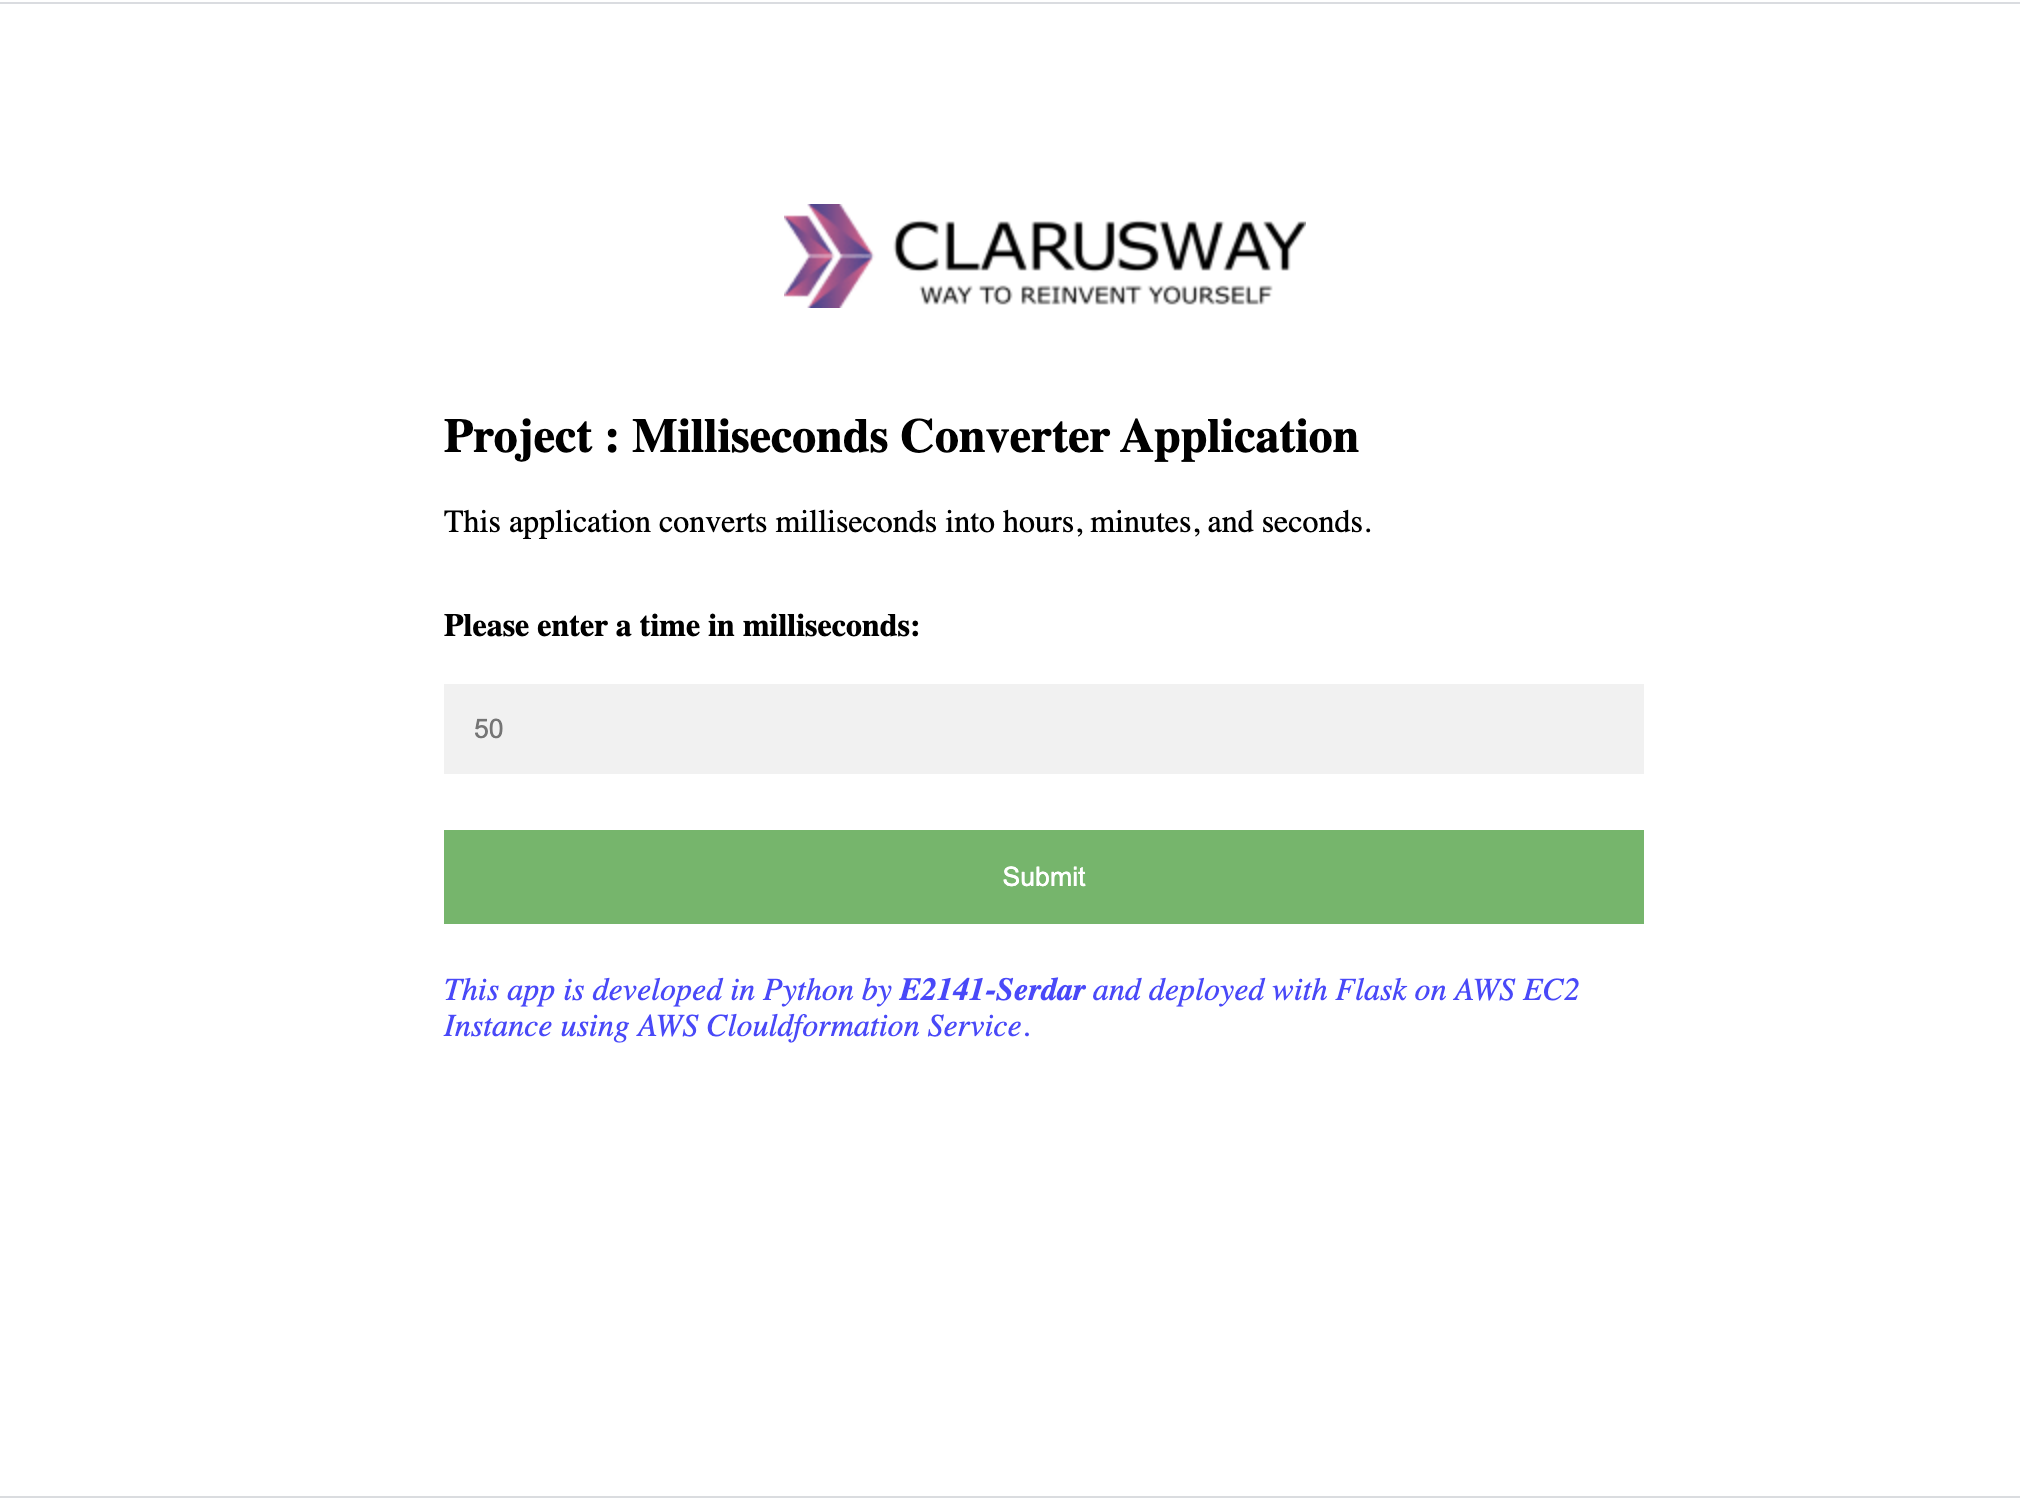 CLARUSWAY
WAY TO REINVENT YOURSELF
Project : Milliseconds Converter Application
This application converts milliseconds into hours, minutes, and seconds.
Please enter a time in milliseconds:
50
Submit
This app is developed in Python by E2141-Serdar and deployed with Flask on AWS EC2
Instance using AWS Clouldformation Service.